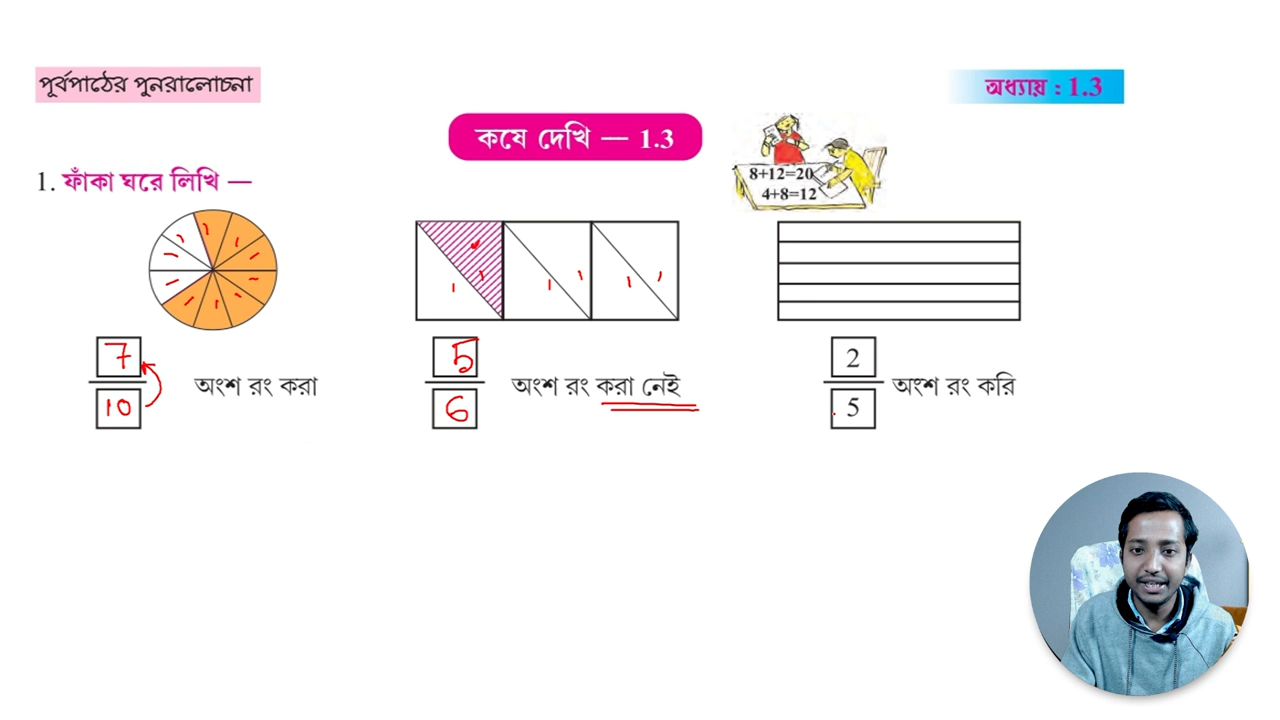 পূর্বপাঠের পুনরালোচনা
অধ্যায় : 1.3
কষে দেখি — 1.3
8+12=20
4+8=12
1. ফাঁকা ঘরে লিখি —
7
10
অংশ রং করা
5
6
অংশ রং করা নেই
2
5
অংশ রং করি